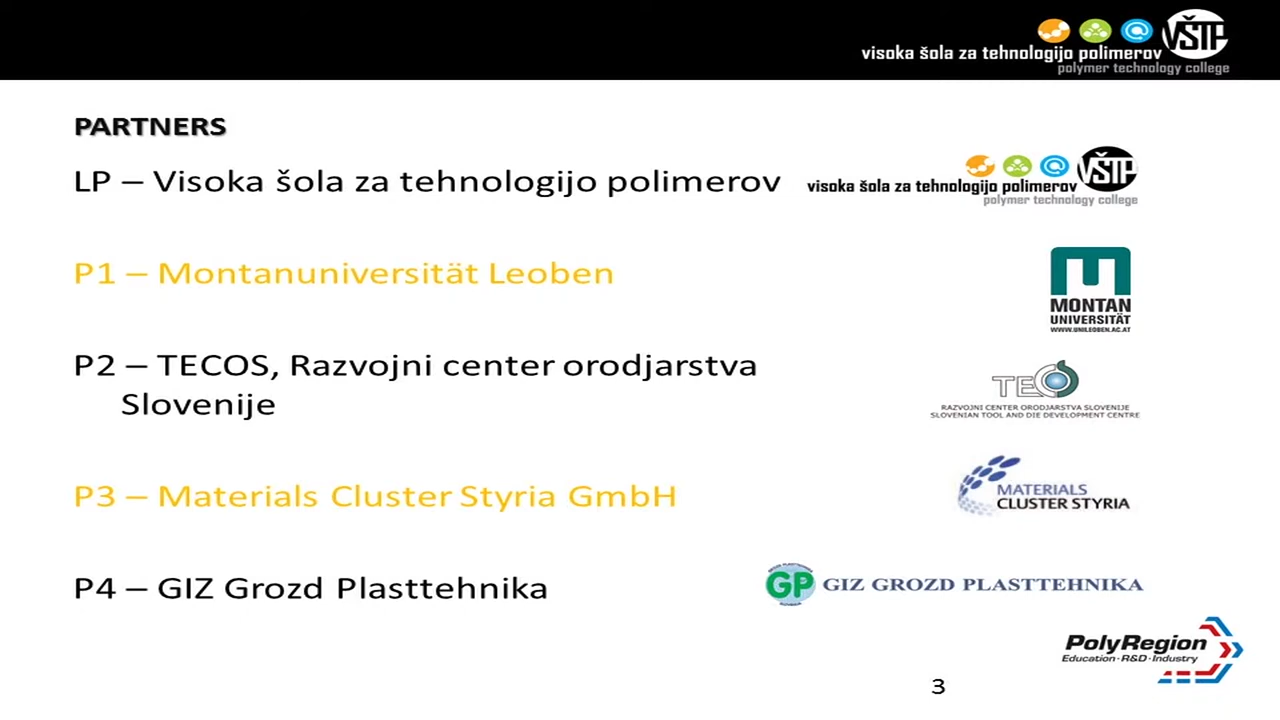 VŠTP
visoka šola za tehnologijo polimerov
polymer technology college
PARTNERS
LP – Visoka šola za tehnologijo polimerov
VŠTP
visoka šola za tehnologijo polimerov
polymer technology college
P1 – Montanuniversität Leoben
MONTAN
UNIVERSITÄT
WWW.UNILEOBEN.AC.AT
P2 – TECOS, Razvojni center orodjarstva
Slovenije
TECOS
RAZVOJNI CENTER ORODJARSTVA SLOVENIJE
SLOVENIAN TOOL AND DIE DEVELOPMENT CENTRE
P3 – Materials Cluster Styria GmbH
MATERIALS
CLUSTER STYRIA
P4 – GIZ Grozd Plasttehnika
GP
GIZ GROZD PLASTTEHNIKA
PolyRegion
Education·R&D·Industry
3